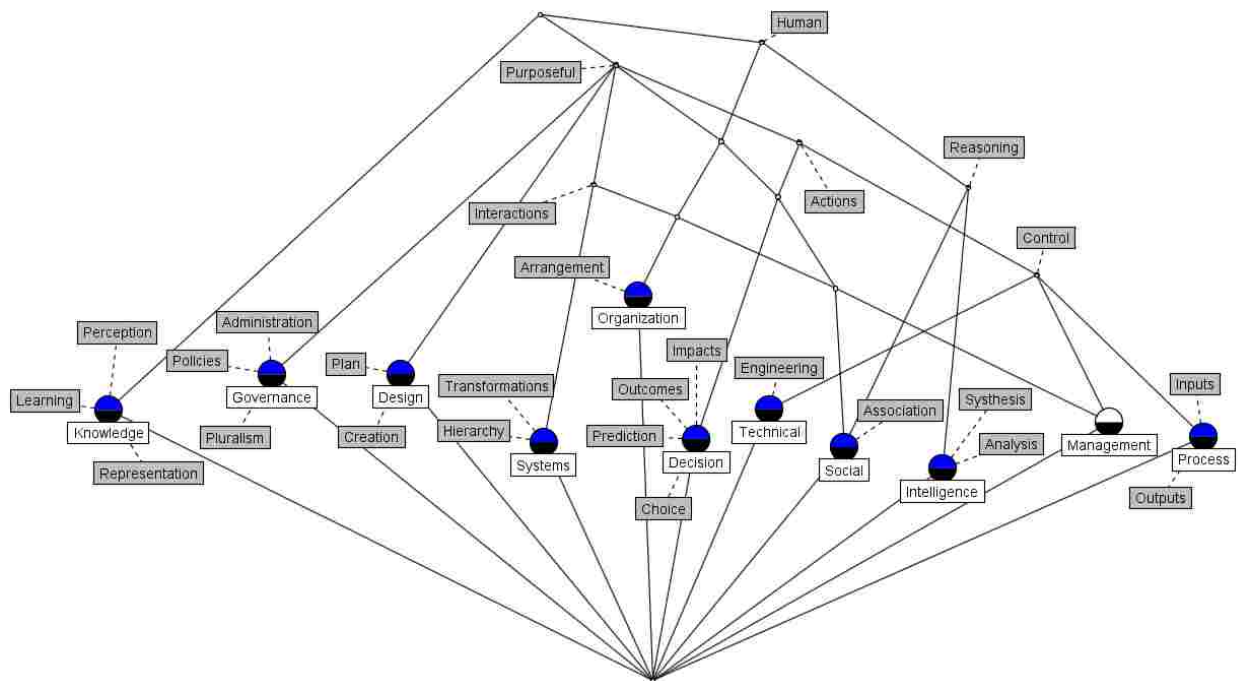 Human
Purposeful
Reasoning
Interactions
Actions
Control
Arrangement
Organization
Administration
Perception
Impacts
Policies
Plan
Engineering
Transformations
Outcomes
Inputs
Learning
Governance
Design
Systhesis
Association
Knowledge
Hierarchy
Prediction
Technical
Analysis
Management
Pluralism
Creation
Systems
Decision
Social
Process
Representation
Intelligence
Outputs
Choice